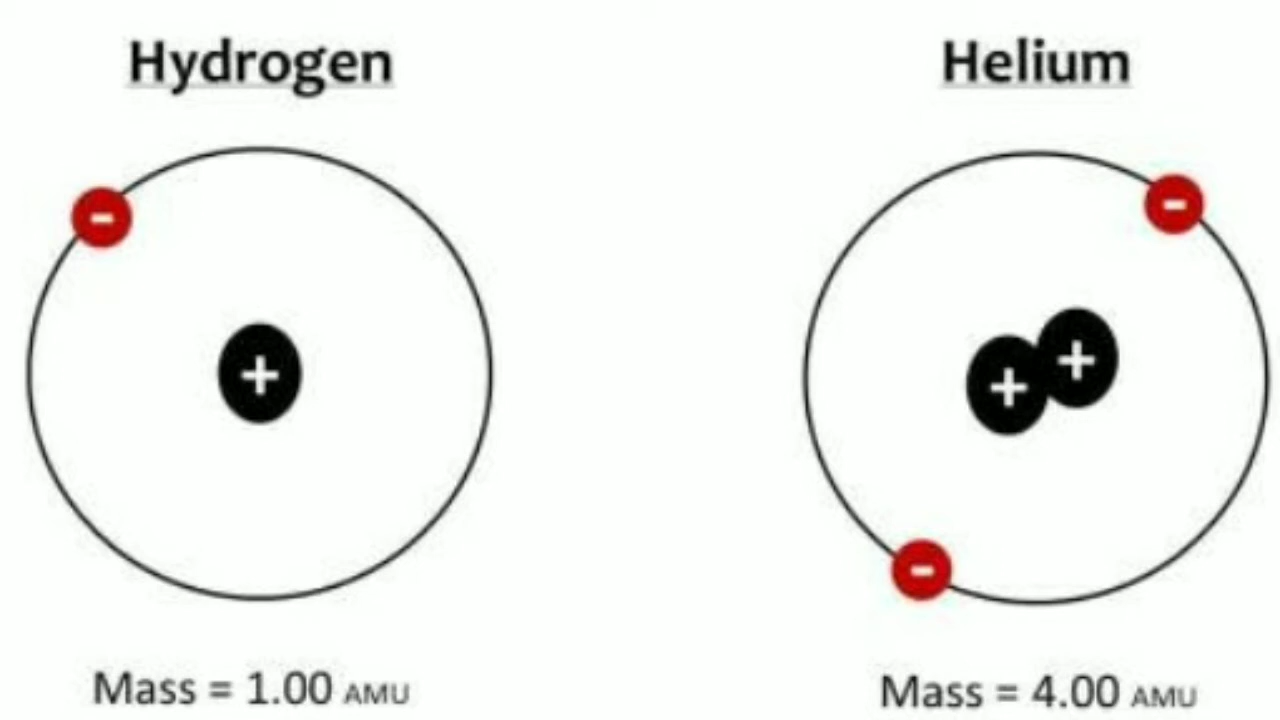 Hydrogen
Helium
-
-
+
+
+
-
Mass = 1.00 AMU
Mass = 4.00 AMU